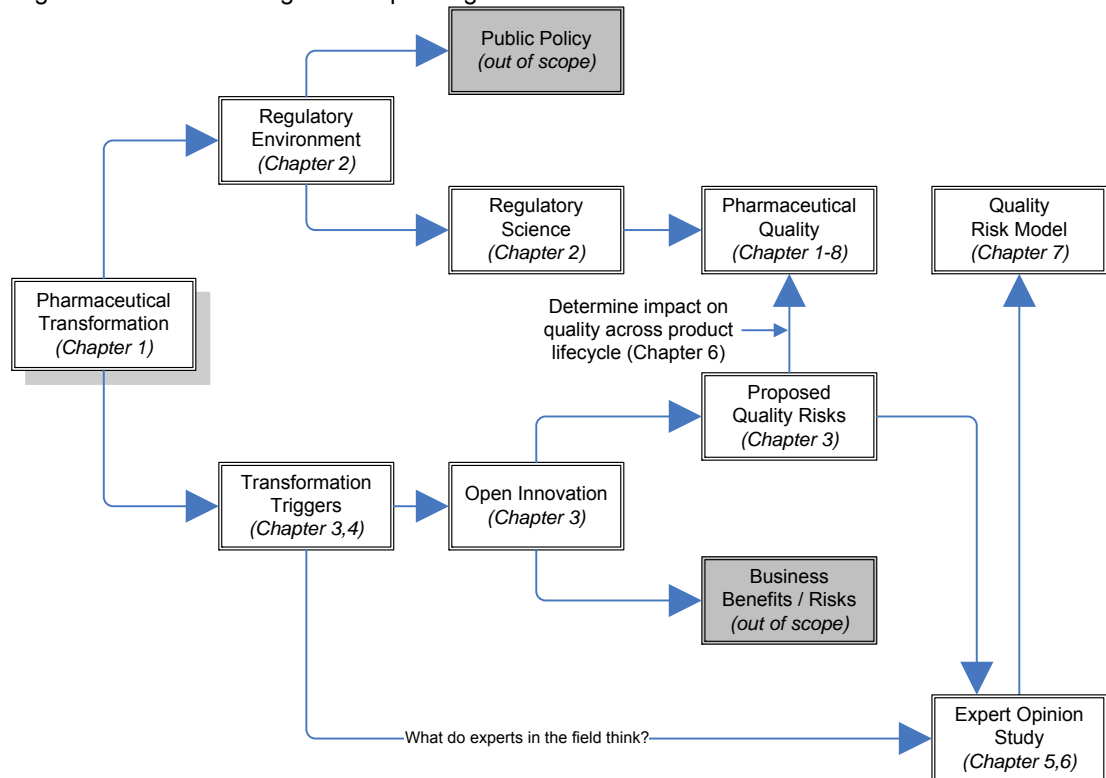 Public Policy
(out of scope)
Regulatory
Environment
(Chapter 2)
Regulatory
Science
(Chapter 2)
Pharmaceutical
Quality
(Chapter 1-8)
Quality
Risk Model
(Chapter 7)
Pharmaceutical
Transformation
(Chapter 1)
Determine impact on
quality across product
lifecycle (Chapter 6)
Proposed
Quality Risks
(Chapter 3)
Transformation
Triggers
(Chapter 3,4)
Open Innovation
(Chapter 3)
Business
Benefits / Risks
(out of scope)
What do experts in the field think?
Expert Opinion
Study
(Chapter 5,6)